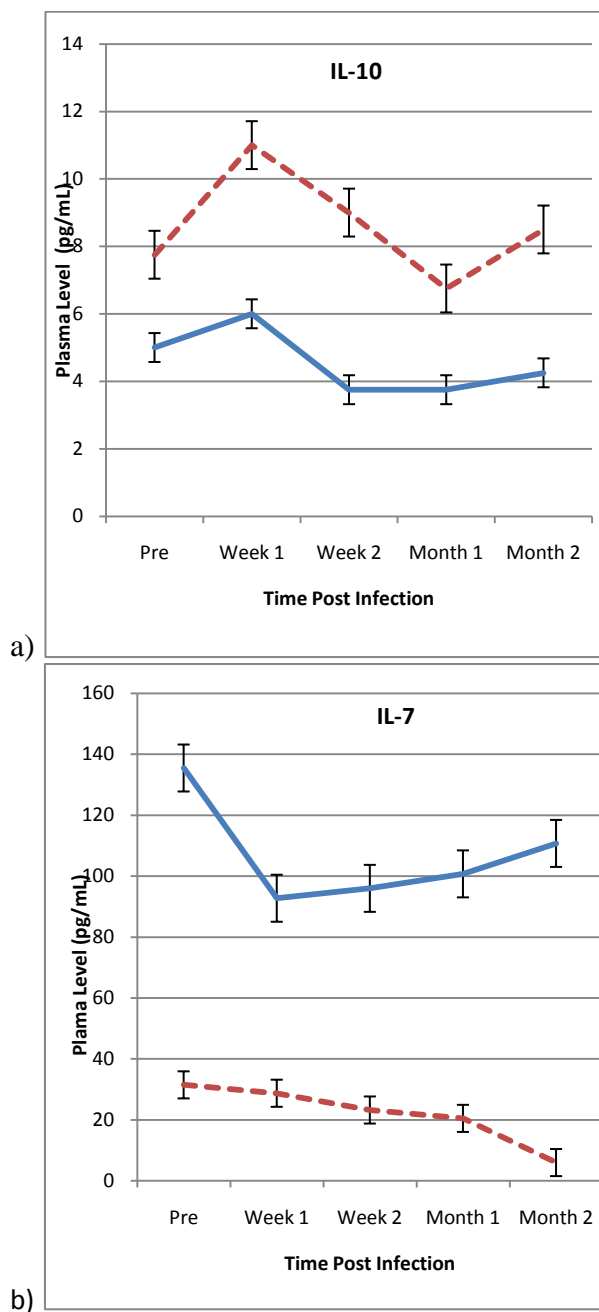 IL-10
Plasma Level (pg/mL)
14
12
10
8
6
4
2
0
Pre Week 1 Week 2 Month 1 Month 2
Time Post Infection
a)
IL-7
Plama Level (pg/mL)
160
140
120
100
80
60
40
20
0
Pre Week 1 Week 2 Month 1 Month 2
Time Post Infection
b)